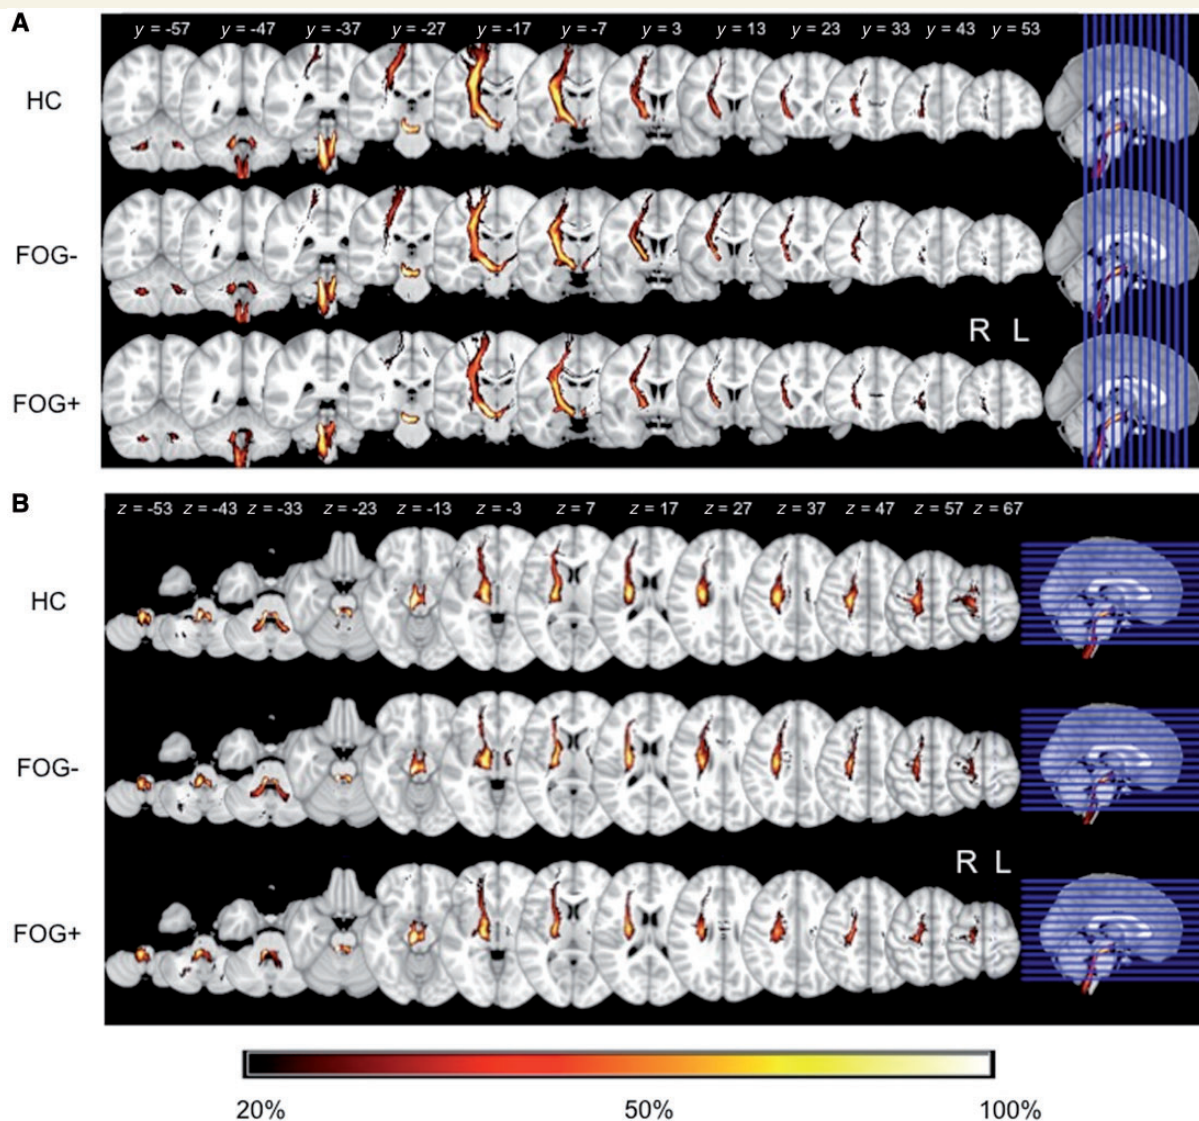 A
y = -57 y = -47 y = -37 y = -27 y = -17 y = -7 y = 3 y = 13 y = 23 y = 33 y = 43 y = 53
HC
FOG-
R L
FOG+
B
z = -53 z = -43 z = -33 z = -23 z = -13 z = -3 z = 7 z = 17 z = 27 z = 37 z = 47 z = 57 z = 67
HC
FOG-
R L
FOG+
20% 50% 100%